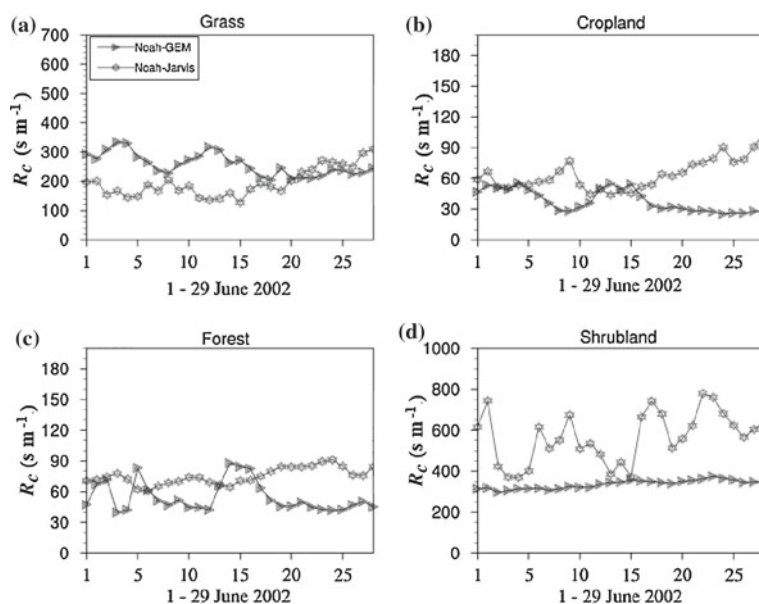 (a) Grass
700
600
500
400
300
200
100
0
R_c (s m⁻¹)
Noah-GEM
Noah-Jarvis
1 5 10 15 20 25
1 - 29 June 2002
(b) Cropland
180
150
120
90
60
30
0
R_c (s m⁻¹)
1 5 10 15 20 25
1 - 29 June 2002
(c) Forest
180
150
120
90
60
30
0
R_c (s m⁻¹)
1 5 10 15 20 25
1 - 29 June 2002
(d) Shrubland
1000
800
600
400
200
0
R_c (s m⁻¹)
1 5 10 15 20 25
1 - 29 June 2002